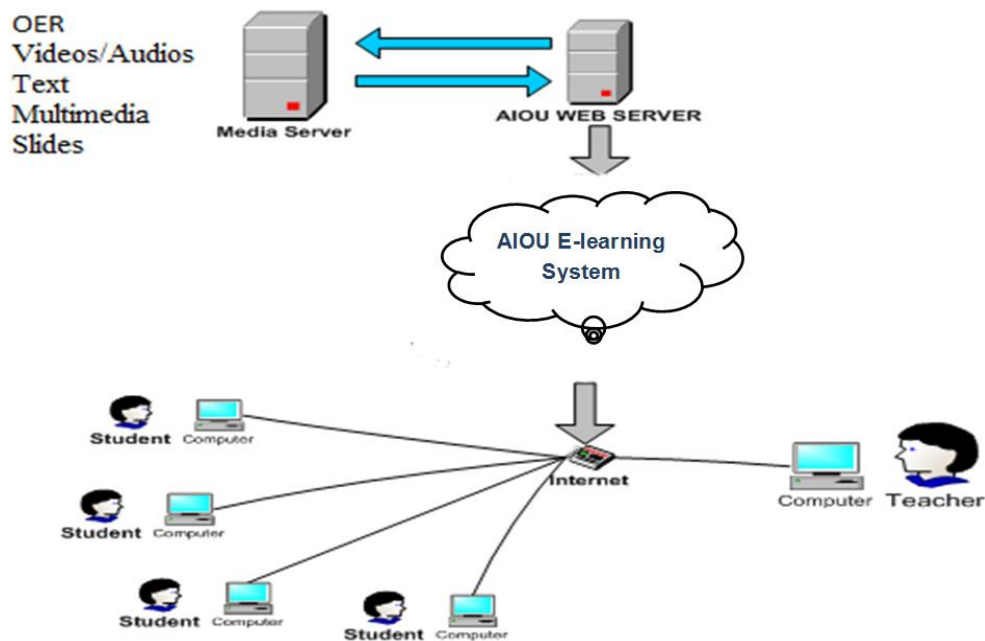 OER
Videos/Audios
Text
Multimedia
Slides
Media Server
AIOU WEB SERVER
AIOU E-learning
System
Student
Computer
Internet
Computer
Teacher
Student
Computer
Student
Computer
Student
Computer